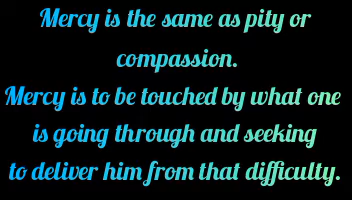 Mercy is the same as pity or
compassion.
Mercy is to be touched by what one
is going through and seeking
to deliver him from that difficulty.